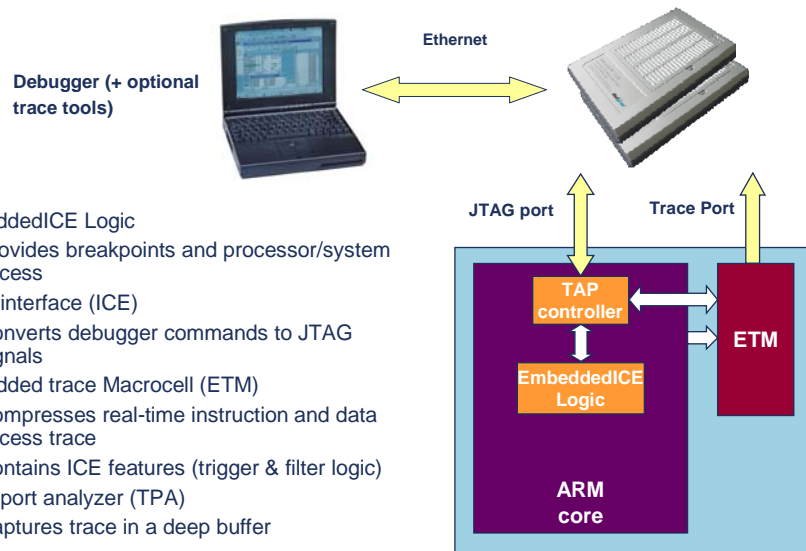 Ethernet
Debugger (+ optional
trace tools)
JTAG port
Trace Port
ddedICE Logic
ovides breakpoints and processor/system
cess
interface (ICE)
onverts debugger commands to JTAG
gnals
dded trace Macrocell (ETM)
ompresses real-time instruction and data
ccess trace
ontains ICE features (trigger & filter logic)
port analyzer (TPA)
aptures trace in a deep buffer
TAP
controller
EmbeddedICE
Logic
ETM
ARM
core